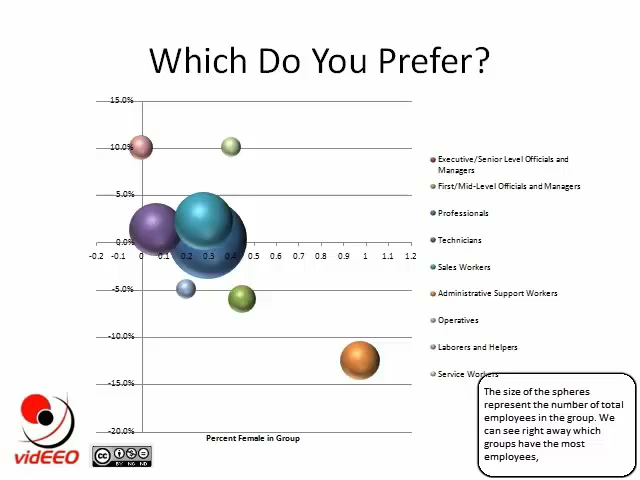 Which Do You Prefer?
15.0%
10.0%
5.0%
0.0%
-0.2 -0.1 0 0.1 0.2 0.3 0.4 0.5 0.6 0.7 0.8 0.9 1 1.1 1.2
-5.0%
-10.0%
-15.0%
-20.0%
Percent Female in Group
Executive/Senior Level Officials and
Managers
First/Mid-Level Officials and Managers
Professionals
Technicians
Sales Workers
Administrative Support Workers
Operatives
Laborers and Helpers
Service Workers
The size of the spheres
represent the number of total
employees in the group. We
can see right away which
groups have the most
employees,
vidEEO
cc
BY NC ND